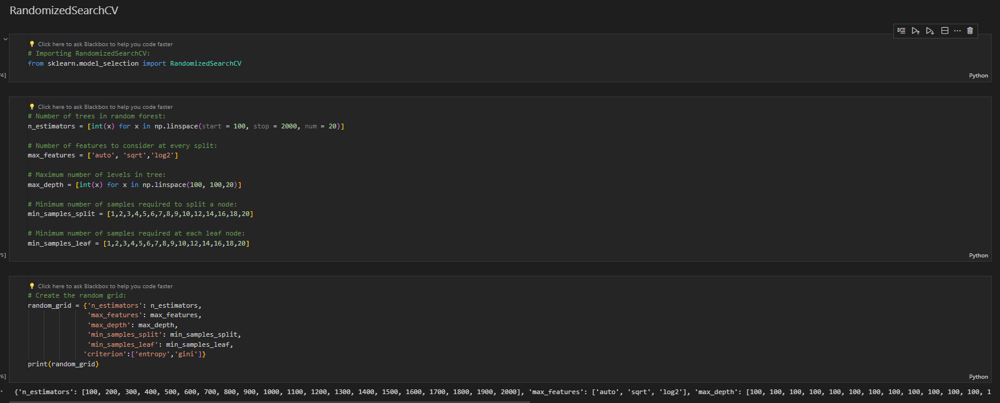 RandomizedSearchCV
Click here to ask Blackbox to help you code faster
# Importing RandomizedSearchCV:
from sklearn.model_selection import RandomizedSearchCV
4]
Python
Click here to ask Blackbox to help you code faster
# Number of trees in random forest:
n_estimators = [int(x) for x in np.linspace(start = 100, stop = 2000, num = 20)]
# Number of features to consider at every split:
max_features = ['auto', 'sqrt','log2']
# Maximum number of levels in tree:
max_depth = [int(x) for x in np.linspace(100, 100,20)]
# Minimum number of samples required to split a node:
min_samples_split = [1,2,3,4,5,6,7,8,9,10,12,14,16,18,20]
# Minimum number of samples required at each leaf node:
min_samples_leaf = [1,2,3,4,5,6,7,8,9,10,12,14,16,18,20]
5]
Python
Click here to ask Blackbox to help you code faster
# Create the random grid:
random_grid = {'n_estimators': n_estimators,
'max_features': max_features,
'max_depth': max_depth,
'min_samples_split': min_samples_split,
'min_samples_leaf': min_samples_leaf,
'criterion':['entropy','gini']}
print(random_grid)
6]
Python
{'n_estimators': [100, 200, 300, 400, 500, 600, 700, 800, 900, 1000, 1100, 1200, 1300, 1400, 1500, 1600, 1700, 1800, 1900, 2000], 'max_features': ['auto', 'sqrt', 'log2'], 'max_depth': [100, 100, 100, 100, 100, 100, 100, 100, 100, 100, 100, 100, 1